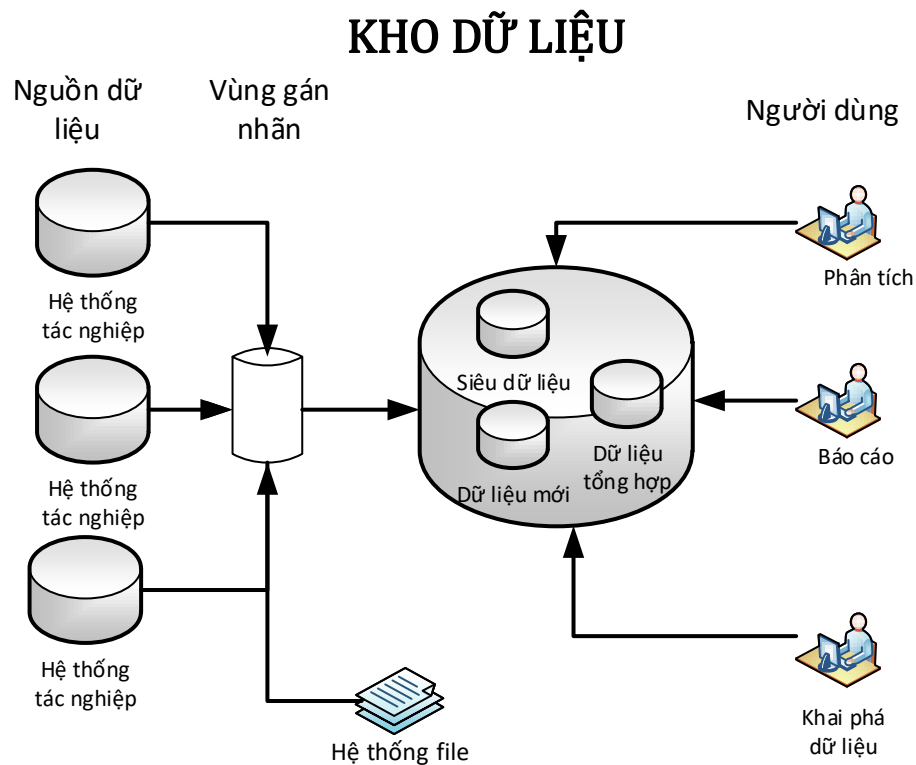 KHO DỮ LIỆU
Nguồn dữ
liệu
Vùng gán
nhãn
Người dùng
Hệ thống
tác nghiệp
Hệ thống
tác nghiệp
Hệ thống
tác nghiệp
Hệ thống file
Siêu dữ liệu
Dữ liệu mới
Dữ liệu
tổng hợp
Phân tích
Báo cáo
Khai phá
dữ liệu